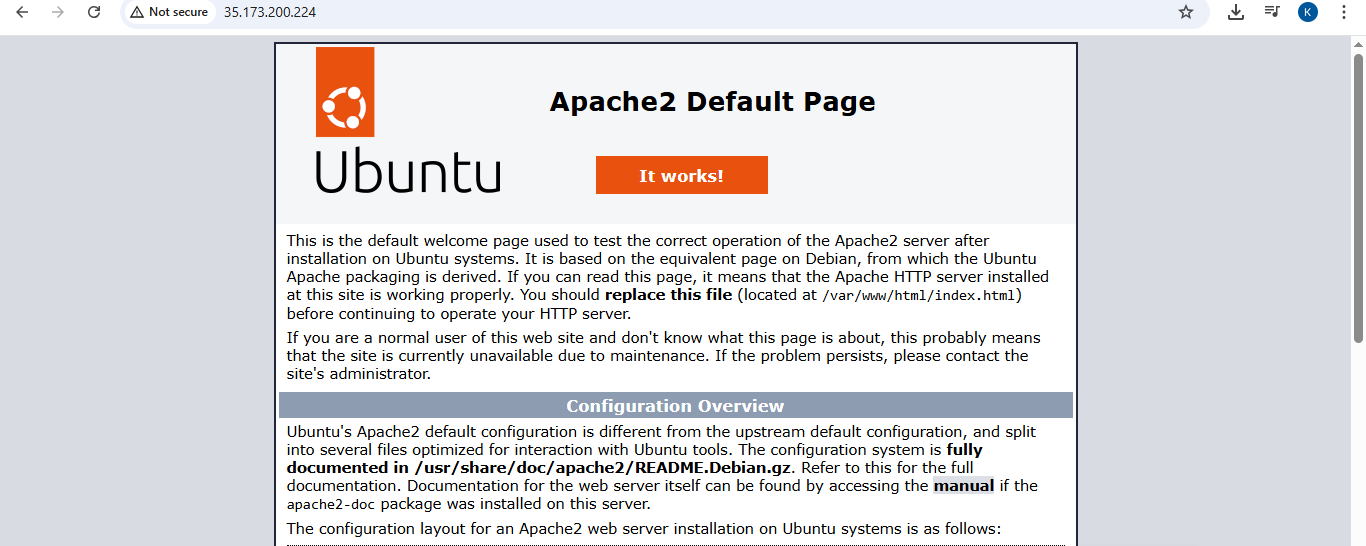 Not secure
35.173.200.224
K
Apache2 Default Page
Ubuntu
It works!
This is the default welcome page used to test the correct operation of the Apache2 server after
installation on Ubuntu systems. It is based on the equivalent page on Debian, from which the Ubuntu
Apache packaging is derived. If you can read this page, it means that the Apache HTTP server installed
at this site is working properly. You should replace this file (located at /var/www/html/index.html)
before continuing to operate your HTTP server.
If you are a normal user of this web site and don't know what this page is about, this probably means
that the site is currently unavailable due to maintenance. If the problem persists, please contact the
site's administrator.
Configuration Overview
Ubuntu's Apache2 default configuration is different from the upstream default configuration, and split
into several files optimized for interaction with Ubuntu tools. The configuration system is fully
documented in /usr/share/doc/apache2/README.Debian.gz. Refer to this for the full
documentation. Documentation for the web server itself can be found by accessing the manual if the
apache2-doc package was installed on this server.
The configuration layout for an Apache2 web server installation on Ubuntu systems is as follows: